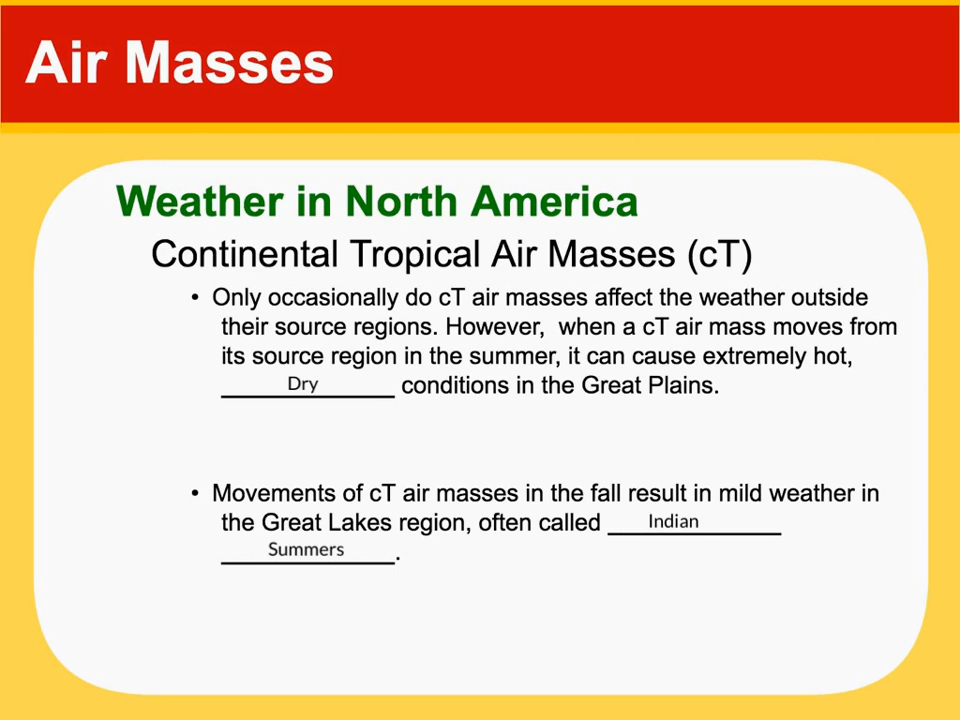 Air Masses
Weather in North America
Continental Tropical Air Masses (cT)
• Only occasionally do cT air masses affect the weather outside
their source regions. However, when a cT air mass moves from
its source region in the summer, it can cause extremely hot,
Dry conditions in the Great Plains.
• Movements of cT air masses in the fall result in mild weather in
the Great Lakes region, often called Indian
Summers.